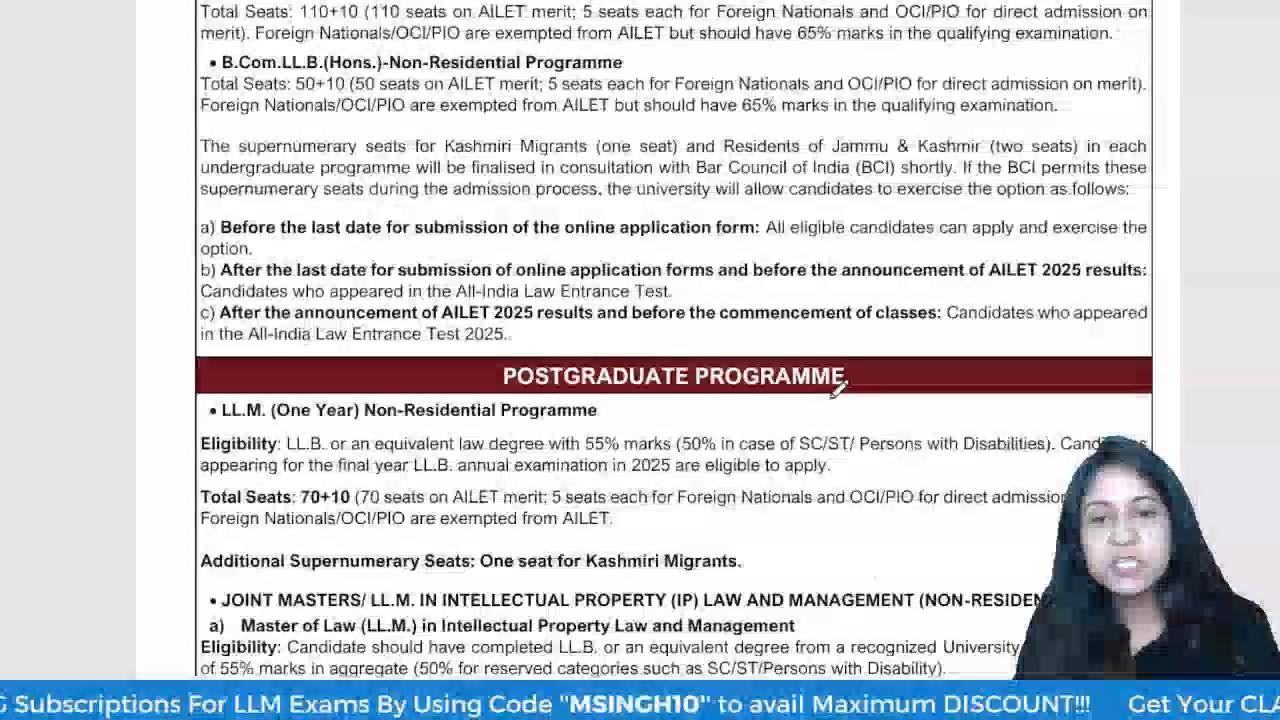 Total Seats: 110+10 (110 seats on AILET merit; 5 seats each for Foreign Nationals and OCI/PIO for direct admission on
merit). Foreign Nationals/OCI/PIO are exempted from AILET but should have 65% marks in the qualifying examination.
• B.Com.LL.B.(Hons.)-Non-Residential Programme
Total Seats: 50+10 (50 seats on AILET merit; 5 seats each for Foreign Nationals and OCI/PIO for direct admission on merit).
Foreign Nationals/OCI/PIO are exempted from AILET but should have 65% marks in the qualifying examination.
The supernumerary seats for Kashmiri Migrants (one seat) and Residents of Jammu & Kashmir (two seats) in each
undergraduate programme will be finalised in consultation with Bar Council of India (BCI) shortly. If the BCI permits these
supernumerary seats during the admission process, the university will allow candidates to exercise the option as follows:
a) Before the last date for submission of the online application form: All eligible candidates can apply and exercise the
option.
b) After the last date for submission of online application forms and before the announcement of AILET 2025 results:
Candidates who appeared in the All-India Law Entrance Test.
c) After the announcement of AILET 2025 results and before the commencement of classes: Candidates who appeared
in the All-India Law Entrance Test 2025.
POSTGRADUATE PROGRAMME
• LL.M. (One Year) Non-Residential Programme
Eligibility: LL.B. or an equivalent law degree with 55% marks (50% in case of SC/ST/ Persons with Disabilities).
appearing for the final year LL.B. annual examination in 2025 are eligible to apply.
Total Seats: 70+10 (70 seats on AILET merit; 5 seats each for Foreign Nationals and OCI/PIO for direct admission
Foreign Nationals/OCI/PIO are exempted from AILET.
Additional Supernumerary Seats: One seat for Kashmiri Migrants.
• JOINT MASTERS/ LL.M. IN INTELLECTUAL PROPERTY (IP) LAW AND MANAGEMENT
a) Master of Law (LL.M.) in Intellectual Property Law and Management
Eligibility: Candidate should have completed LL.B. or an equivalent degree from a recognized University
of 55% marks in aggregate (50% for reserved categories such as SC/ST/Persons with Disability).
G Subscriptions For LLM Exams By Using Code "MSINGH10" to avail Maximum DISCOUNT!!! Get Your CLA